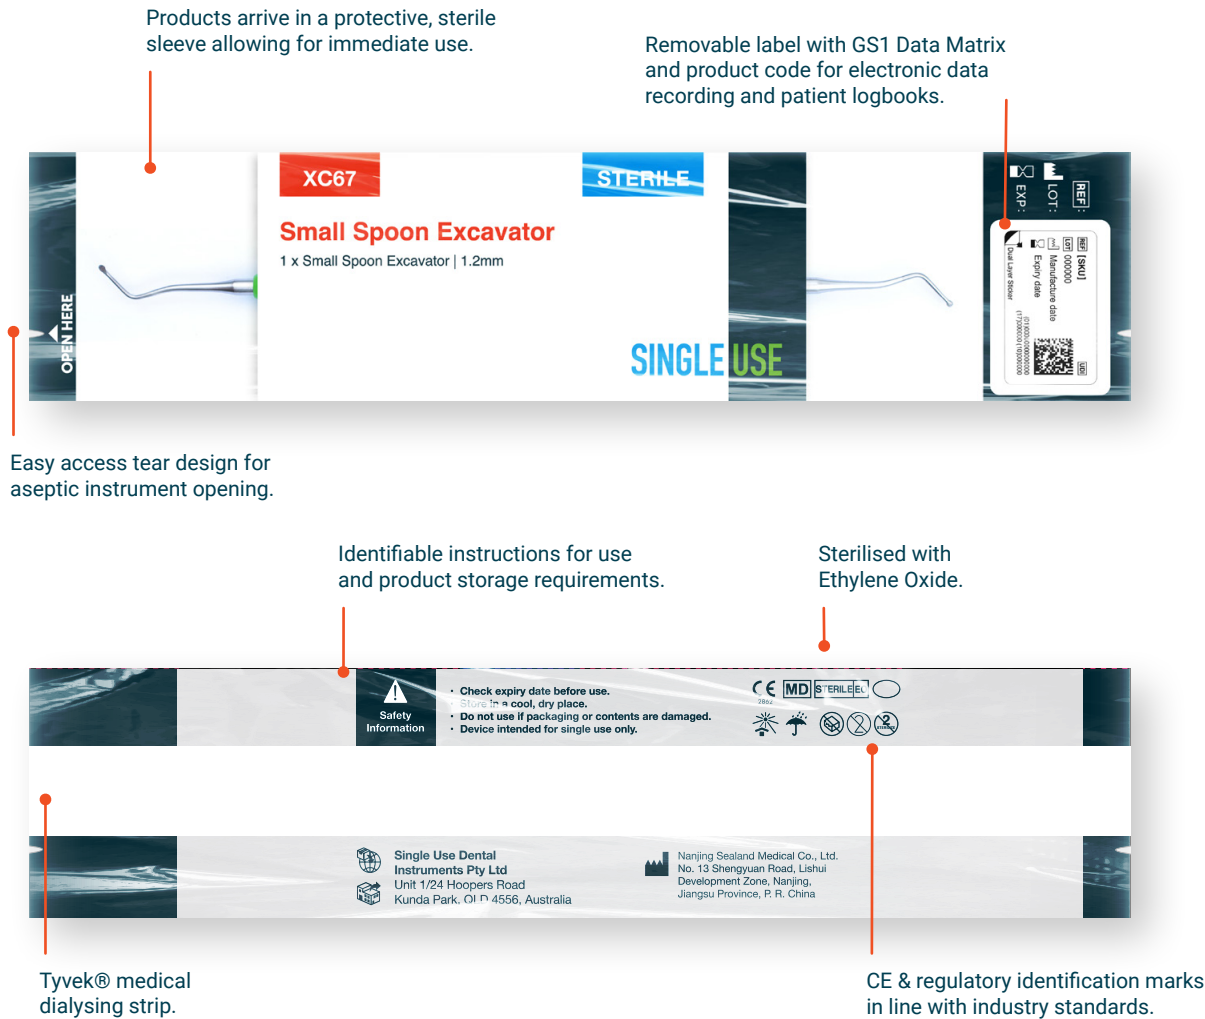 Products arrive in a protective, sterile
sleeve allowing for immediate use.
Removable label with GS1 Data Matrix
and product code for electronic data
recording and patient logbooks.
OPEN HERE
XC67
STERILE
Small Spoon Excavator
1 x Small Spoon Excavator | 1.2mm
SINGLE USE
REF :
LOT :
EXP :
REF [SKU]
LOT 000000
Manufacture date
Expiry date
Dual Layer Sticker
UDI
Easy access tear design for
aseptic instrument opening.
Identifiable instructions for use
and product storage requirements.
Sterilised with
Ethylene Oxide.
Safety
Information
· Check expiry date before use.
· Store in a cool, dry place.
· Do not use if packaging or contents are damaged.
· Device intended for single use only.
CE MD STERILE EO
2862
2
2
Single Use Dental
Instruments Pty Ltd
Unit 1/24 Hoopers Road
Kunda Park, QLD 4556, Australia
Nanjing Sealand Medical Co., Ltd.
No. 13 Shengyuan Road, Lishui
Development Zone, Nanjing,
Jiangsu Province, P. R. China
Tyvek® medical
dialysing strip.
CE & regulatory identification marks
in line with industry standards.